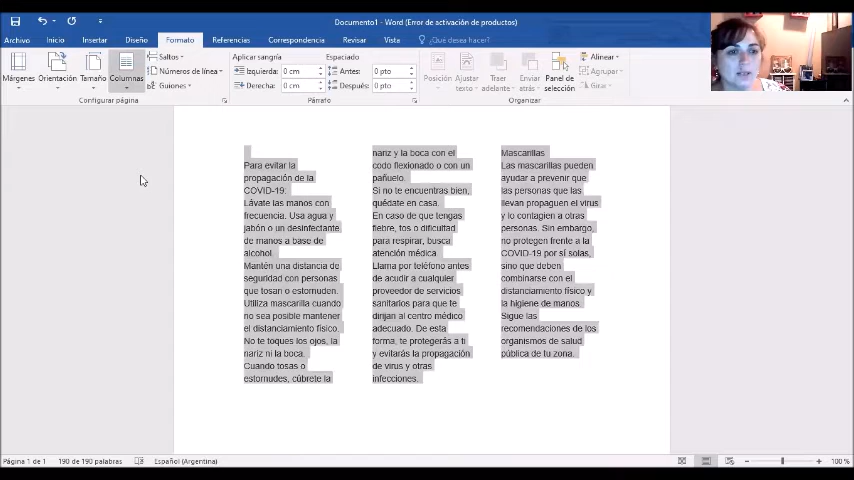 Documento1 - Word (Error de activación de productos)
Archivo Inicio Insertar Diseño Formato Referencias Correspondencia Revisar Vista ¿Qué desea hacer?
Márgenes Orientación Tamaño Columnas
Saltos
Números de línea
Guiones
Configurar página
Aplicar sangría Espaciado
Izquierda: 0 cm Antes: 0 pto
Derecha: 0 cm Después: 0 pto
Párrafo
Posición Ajustar texto Traer adelante Enviar atrás Panel de selección
Alinear
Agrupar
Girar
Organizar
Para evitar la
propagación de la
COVID-19:
Lávate las manos con
frecuencia. Usa agua y
jabón o un desinfectante
de manos a base de
alcohol.
Mantén una distancia de
seguridad con personas
que tosan o estornuden.
Utiliza mascarilla cuando
no sea posible mantener
el distanciamiento físico.
No te toques los ojos, la
nariz ni la boca.
Cuando tosas o
estornudes, cúbrete la
nariz y la boca con el
codo flexionado o con un
pañuelo.
Si no te encuentras bien,
quédate en casa.
En caso de que tengas
fiebre, tos o dificultad
para respirar, busca
atención médica.
Llama por teléfono antes
de acudir a cualquier
proveedor de servicios
sanitarios para que te
dirijan al centro médico
adecuado. De esta
forma, te protegerás a ti
y evitarás la propagación
de virus y otras
infecciones.
Mascarillas
Las mascarillas pueden
ayudar a prevenir que
las personas que las
llevan propaguen el virus
y lo contagien a otras
personas. Sin embargo,
no protegen frente a la
COVID-19 por sí solas,
sino que deben
combinarse con el
distanciamiento físico y
la higiene de manos.
Sigue las
recomendaciones de los
organismos de salud
pública de tu zona.
Página 1 de 1 190 de 190 palabras Español (Argentina) 100 %